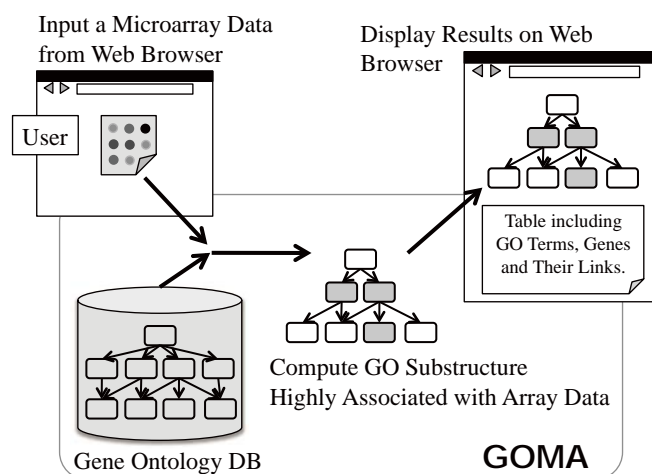 Input a Microarray Data
from Web Browser
Display Results on Web
Browser
User
Table including
GO Terms, Genes
and Their Links.
Compute GO Substructure
Highly Associated with Array Data
Gene Ontology DB
GOMA